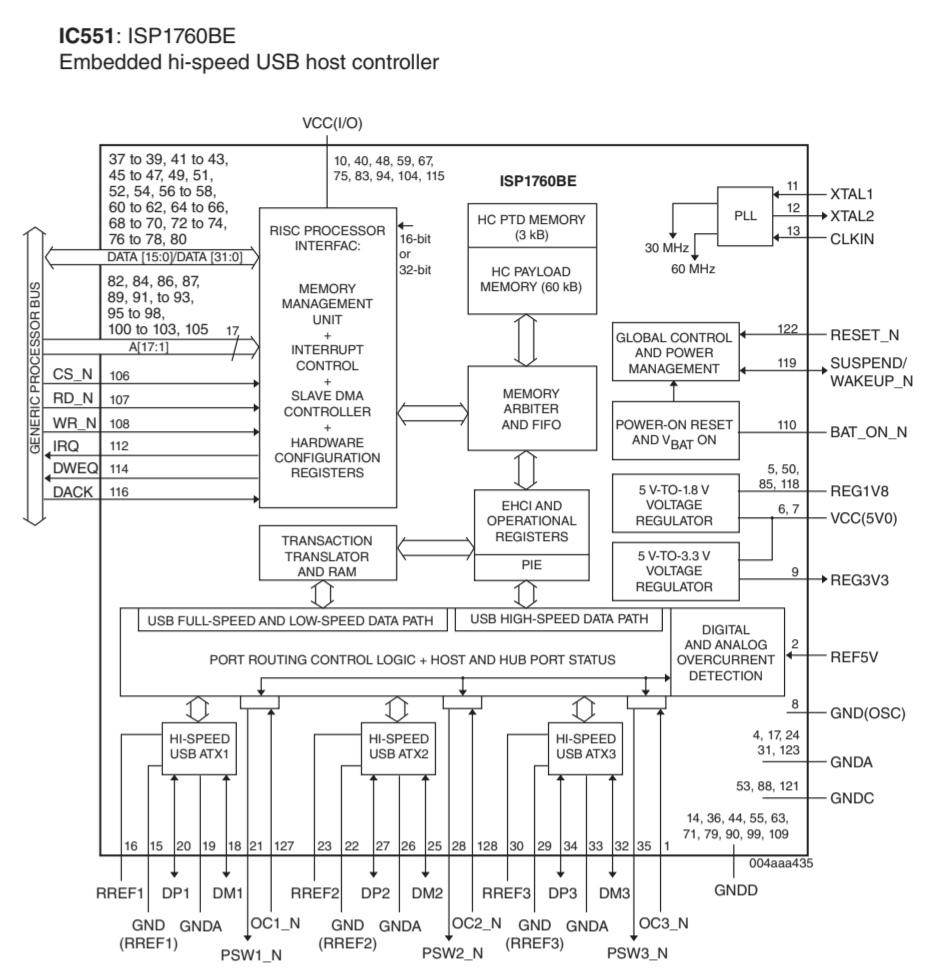 IC551: ISP1760BE
Embedded hi-speed USB host controller
VCC(I/O)
37 to 39, 41 to 43,
45 to 47, 49, 51,
52, 54, 56 to 58,
60 to 62, 64 to 66,
68 to 70, 72 to 74,
76 to 78, 80
DATA [15:0]/DATA [31:0]
82, 84, 86, 87,
89, 91, to 93,
95 to 98,
100 to 103, 105
17
A[17:1]
GENERIC PROCESSOR BUS
CS_N 106
RD_N 107
WR_N 108
IRQ 112
DWEQ 114
DACK 116
10, 40, 48, 59, 67,
75, 83, 94, 104, 115
RISC PROCESSOR
INTERFAC:
MEMORY
MANAGEMENT
UNIT
+
INTERRUPT
CONTROL
+
SLAVE DMA
CONTROLLER
+
HARDWARE
CONFIGURATION
REGISTERS
16-bit
or
32-bit
ISP1760BE
HC PTD MEMORY
(3 kB)
HC PAYLOAD
MEMORY (60 kB)
MEMORY
ARBITER
AND FIFO
EHCI AND
OPERATIONAL
REGISTERS
PIE
TRANSACTION
TRANSLATOR
AND RAM
PLL
30 MHz
60 MHz
11 XTAL1
12 XTAL2
13 CLKIN
GLOBAL CONTROL
AND POWER
MANAGEMENT
122 RESET_N
119 SUSPEND/
WAKEUP_N
POWER-ON RESET
AND VBAT ON
110 BAT_ON_N
5 V-TO-1.8 V
VOLTAGE
REGULATOR
5, 50,
85, 118 REG1V8
6, 7 VCC(5V0)
5 V-TO-3.3 V
VOLTAGE
REGULATOR
9 REG3V3
USB FULL-SPEED AND LOW-SPEED DATA PATH
USB HIGH-SPEED DATA PATH
PORT ROUTING CONTROL LOGIC + HOST AND HUB PORT STATUS
DIGITAL
AND ANALOG
OVERCURRENT
DETECTION
2 REF5V
8 GND(OSC)
4, 17, 24
31, 123 GNDA
53, 88, 121 GNDC
14, 36, 44, 55, 63,
71, 79, 90, 99, 109
004aaa435
GNDD
HI-SPEED
USB ATX1
HI-SPEED
USB ATX2
HI-SPEED
USB ATX3
16 15 20 19 18 21 127 23 22 27 26 25 28 128 30 29 34 33 32 35 1
RREF1 DP1 DM1 RREF2 DP2 DM2 RREF3 DP3 DM3
GND
(RREF1) GNDA OC1_N
PSW1_N
GND
(RREF2) GNDA OC2_N
PSW2_N
GND
(RREF3) GNDA OC3_N
PSW3_N